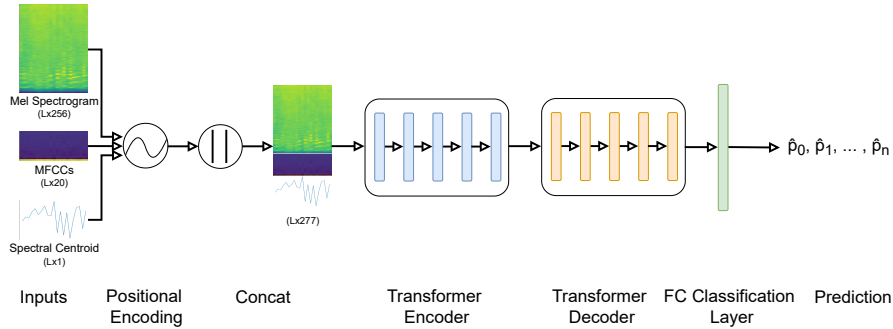 Mel Spectrogram
(Lx256)
MFCCs
(Lx20)
Spectral Centroid
(Lx1)
(Lx277)
p̂0, p̂1, ... , p̂n
Inputs
Positional
Encoding
Concat
Transformer
Encoder
Transformer
Decoder
FC Classification
Layer
Prediction